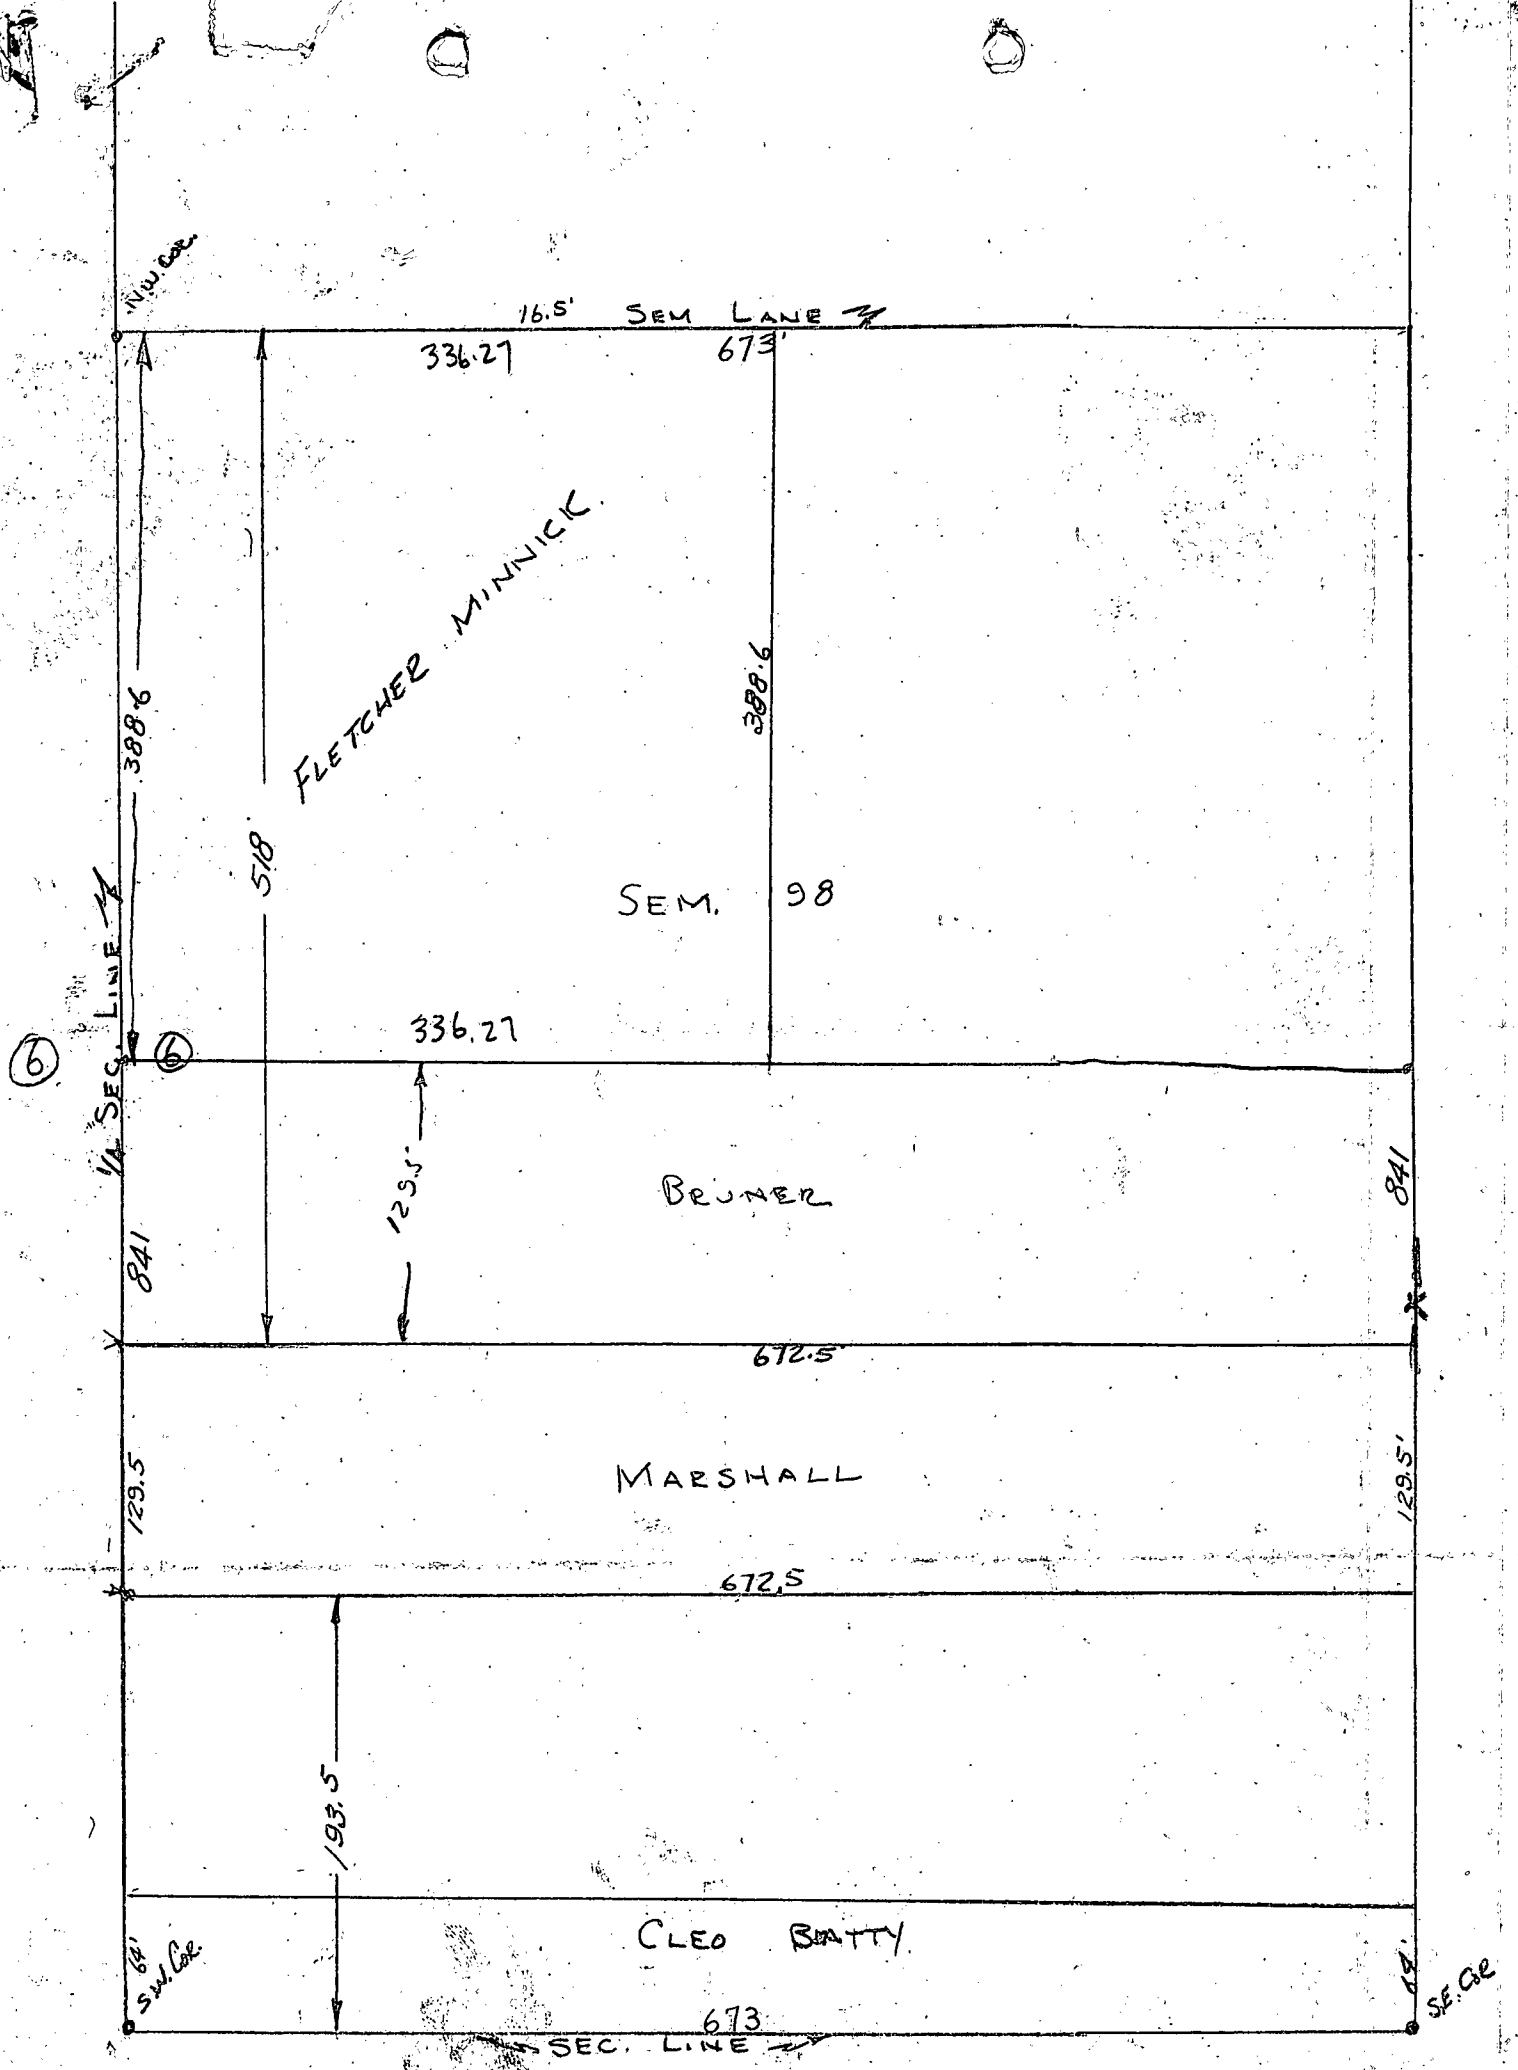 N.W. COR.
16.5' SEM LANE
336.27 673'
388.6
518
FLETCHER MINNICK
388.6
SEM. 98
1/4 SEC. LINE
336.27
6 6
129.5'
BRUNER
841
841
672.5'
MARSHALL
129.5
129.5'
672.5
193.5
CLEO BEATTY
64'
S.W. COR.
64'
S.E. COR
673
SEC. LINE